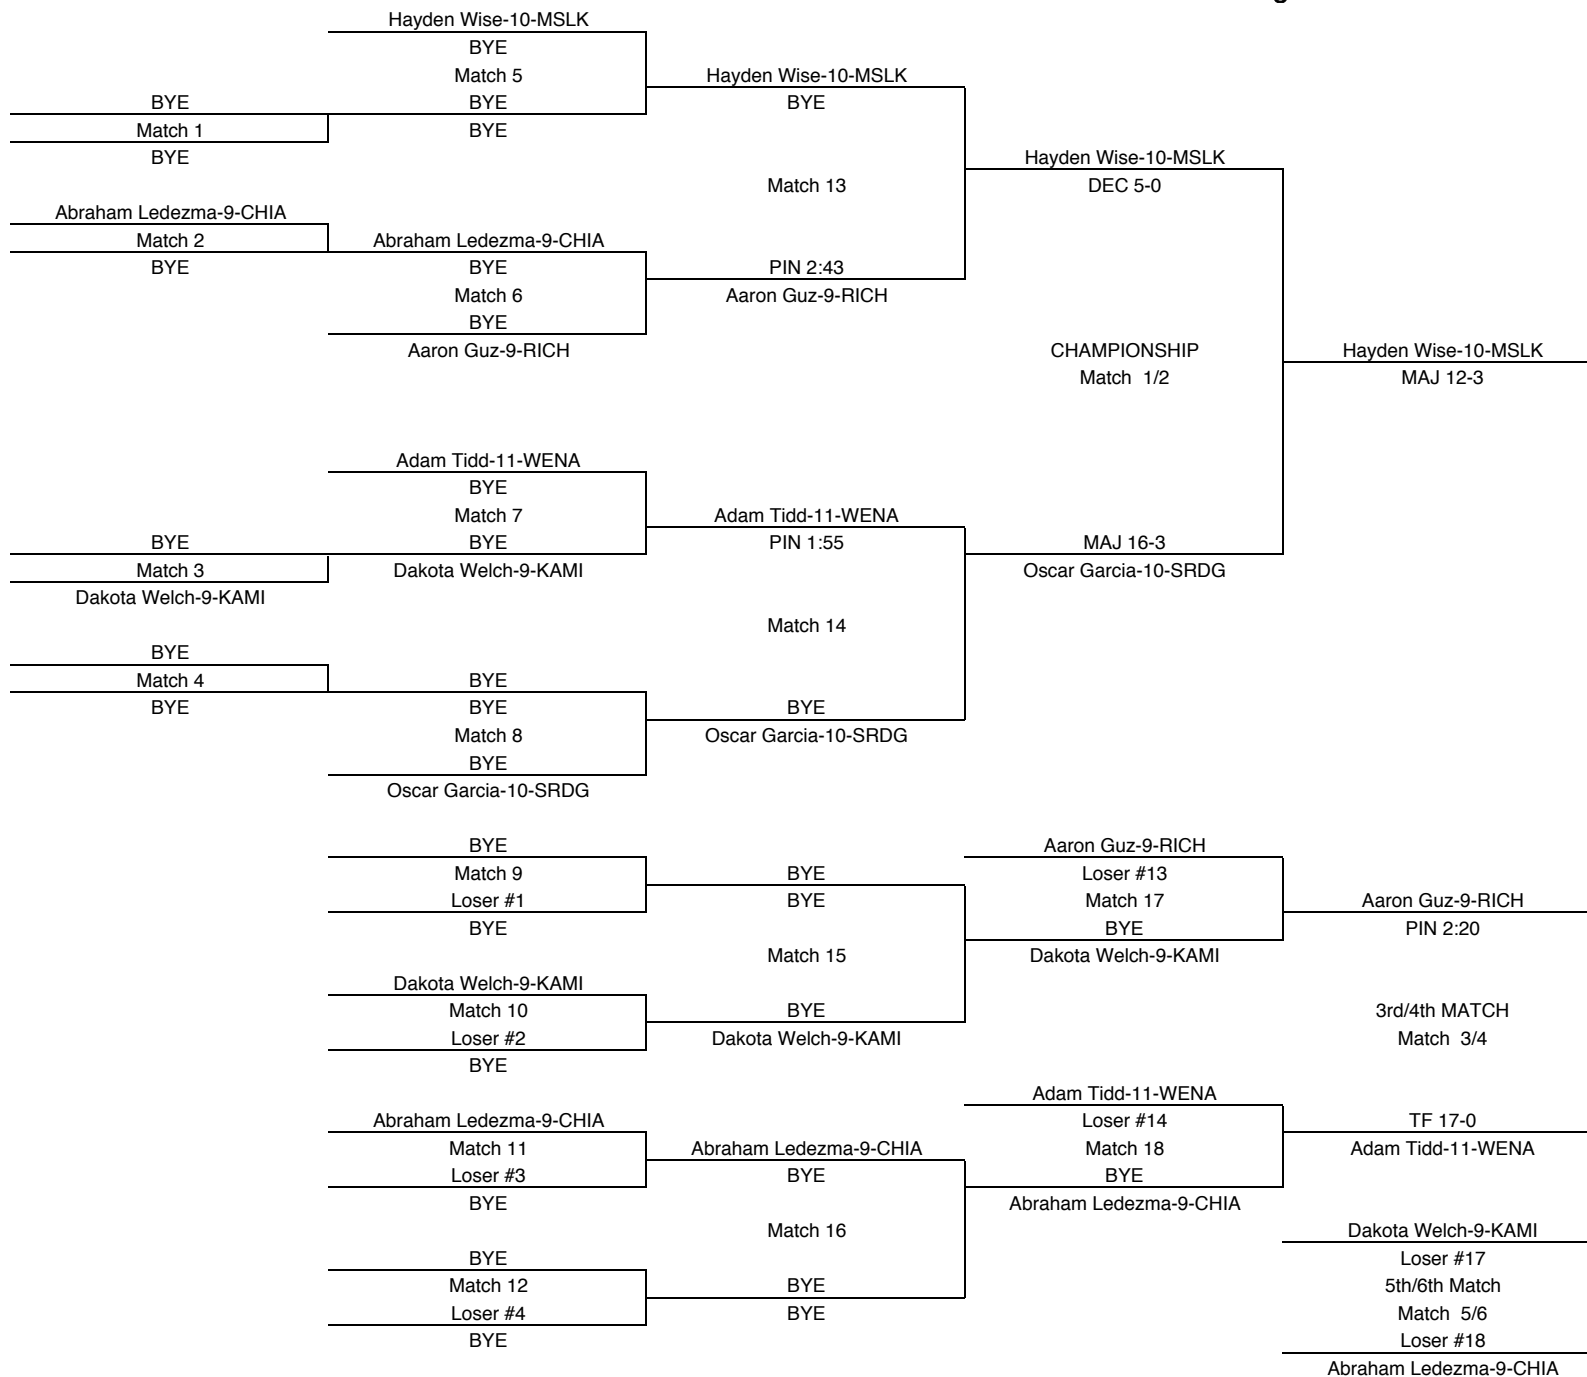 Hayden Wise-10-MSLK
BYE
Match 5
BYE
BYE
BYE
Match 1
BYE
Hayden Wise-10-MSLK
BYE
Match 13
Abraham Ledezma-9-CHIA
Match 2
BYE
Abraham Ledezma-9-CHIA
BYE
Match 6
BYE
Aaron Guz-9-RICH
PIN 2:43
Aaron Guz-9-RICH
Hayden Wise-10-MSLK
DEC 5-0
CHAMPIONSHIP
Match 1/2
Hayden Wise-10-MSLK
MAJ 12-3
Adam Tidd-11-WENA
BYE
Match 7
BYE
Dakota Welch-9-KAMI
BYE
Match 3
Dakota Welch-9-KAMI
Adam Tidd-11-WENA
PIN 1:55
Match 14
MAJ 16-3
Oscar Garcia-10-SRDG
BYE
Match 4
BYE
BYE
BYE
Match 8
BYE
Oscar Garcia-10-SRDG
BYE
Oscar Garcia-10-SRDG
BYE
Match 9
Loser #1
BYE
BYE
BYE
Match 15
Dakota Welch-9-KAMI
Match 10
Loser #2
BYE
BYE
Dakota Welch-9-KAMI
Aaron Guz-9-RICH
Loser #13
Match 17
BYE
Dakota Welch-9-KAMI
Aaron Guz-9-RICH
PIN 2:20
3rd/4th MATCH
Match 3/4
Abraham Ledezma-9-CHIA
Match 11
Loser #3
BYE
Abraham Ledezma-9-CHIA
BYE
Match 16
BYE
Match 12
Loser #4
BYE
BYE
BYE
Adam Tidd-11-WENA
Loser #14
Match 18
BYE
Abraham Ledezma-9-CHIA
TF 17-0
Adam Tidd-11-WENA
Dakota Welch-9-KAMI
Loser #17
5th/6th Match
Match 5/6
Loser #18
Abraham Ledezma-9-CHIA